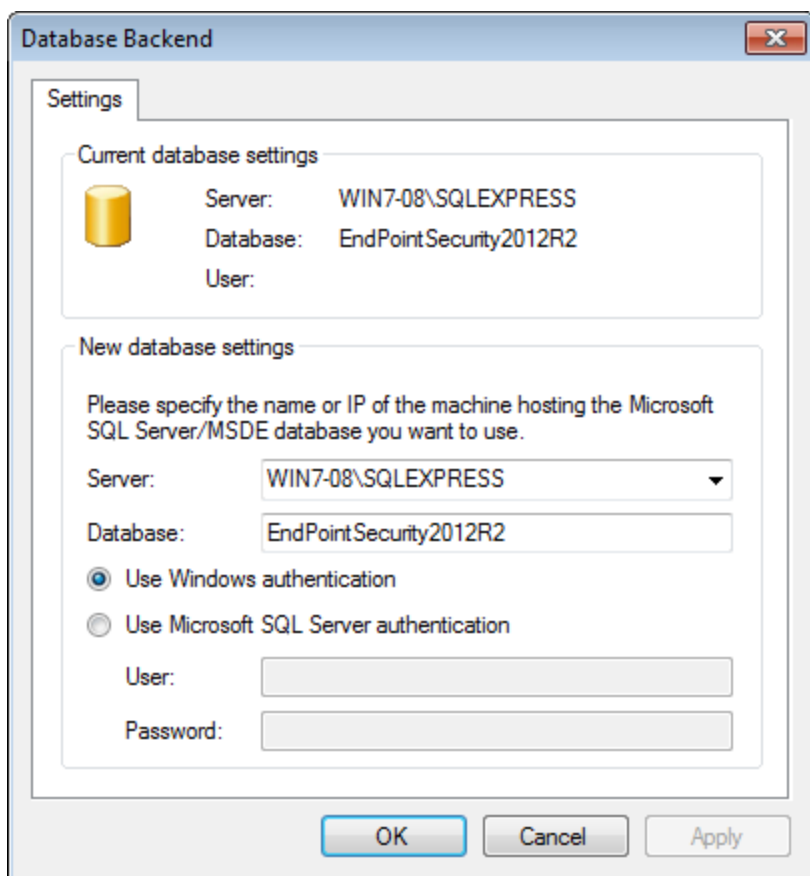 Database Backend
Settings
Current database settings
Server: WIN7-08\SQLEXPRESS
Database: EndPointSecurity2012R2
User:
New database settings
Please specify the name or IP of the machine hosting the Microsoft
SQL Server/MSDE database you want to use.
Server: WIN7-08\SQLEXPRESS
Database: EndPointSecurity2012R2
Use Windows authentication
Use Microsoft SQL Server authentication
User:
Password:
OK Cancel Apply